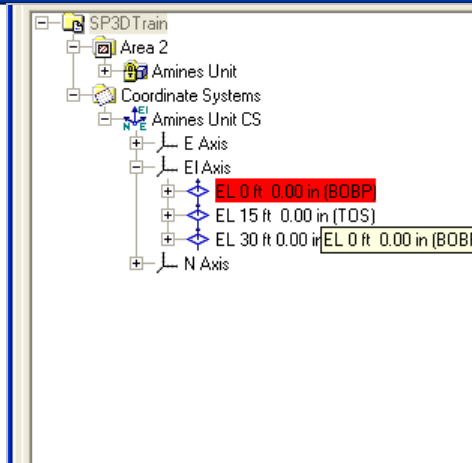 SP3DTrain
Area 2
Amines Unit
Coordinate Systems
El
N E
Amines Unit CS
E Axis
El Axis
EL 0 ft 0.00 in (BOBP)
EL 15 ft 0.00 in (TOS)
EL 30 ft 0.00 in
EL 0 ft 0.00 in (BOBP
N Axis